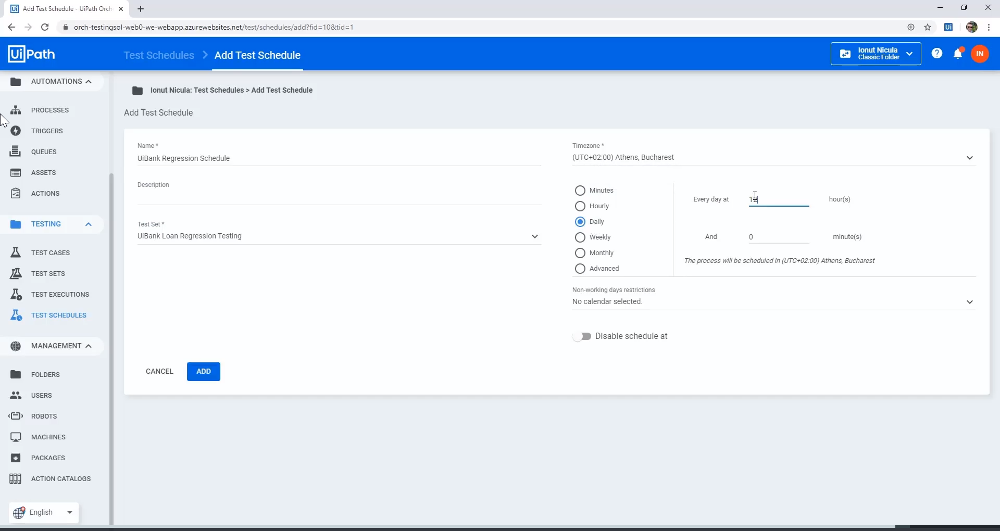 Add Test Schedule - UiPath Orch
orch-testingsol-web0-we-webapp.azurewebsites.net/test/schedules/add?fid=10&tid=1
Ui
UiPath
Test Schedules > Add Test Schedule
Ionut Nicula
Classic Folder
IN
AUTOMATIONS
PROCESSES
TRIGGERS
QUEUES
ASSETS
ACTIONS
TESTING
TEST CASES
TEST SETS
TEST EXECUTIONS
TEST SCHEDULES
MANAGEMENT
FOLDERS
USERS
ROBOTS
MACHINES
PACKAGES
ACTION CATALOGS
English
Ionut Nicula: Test Schedules > Add Test Schedule
Add Test Schedule
Name *
UiBank Regression Schedule
Description
Test Set *
UiBank Loan Regression Testing
CANCEL
ADD
Timezone *
(UTC+02:00) Athens, Bucharest
Minutes
Hourly
Daily
Weekly
Monthly
Advanced
Every day at 12 hour(s)
And 0 minute(s)
The process will be scheduled in (UTC+02:00) Athens, Bucharest
Non-working days restrictions
No calendar selected.
Disable schedule at